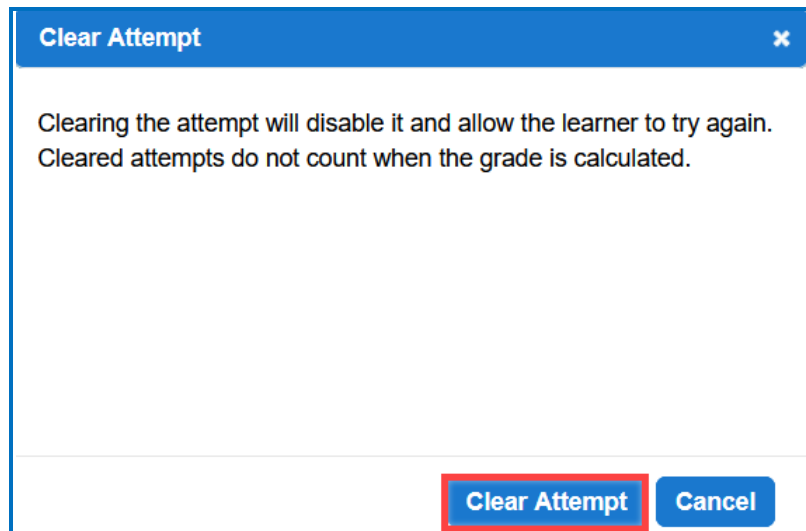 Clear Attempt
Clearing the attempt will disable it and allow the learner to try again.
Cleared attempts do not count when the grade is calculated.
Clear Attempt Cancel